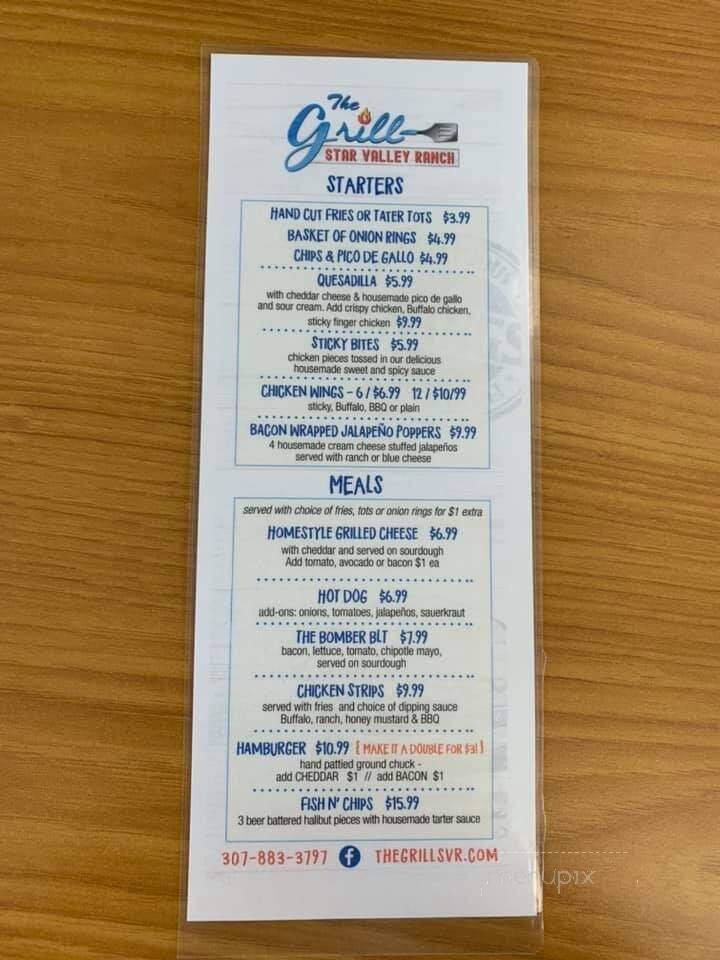 The
Grill
STAR VALLEY RANCH
STARTERS
HAND CUT FRIES OR TATER TOTS $3.99
BASKET OF ONION RINGS $4.99
CHIPS & PICO DE GALLO $4.99
QUESADILLA $5.99
with cheddar cheese & housemade pico de gallo
and sour cream. Add crispy chicken, Buffalo chicken,
sticky finger chicken $9.99
STICKY BITES $5.99
chicken pieces tossed in our delicious
housemade sweet and spicy sauce
CHICKEN WINGS - 6 / $6.99 12 / $10/99
sticky, Buffalo, BBQ or plain
BACON WRAPPED JALAPEÑO POPPERS $9.99
4 housemade cream cheese stuffed jalapeños
served with ranch or blue cheese
MEALS
served with choice of fries, tots or onion rings for $1 extra
HOMESTYLE GRILLED CHEESE $6.99
with cheddar and served on sourdough
Add tomato, avocado or bacon $1 ea
HOT DOG $6.99
add-ons: onions, tomatoes, jalapeños, sauerkraut
THE BOMBER BLT $7.99
bacon, lettuce, tomato, chipotle mayo,
served on sourdough
CHICKEN STRIPS $9.99
served with fries and choice of dipping sauce
Buffalo, ranch, honey mustard & BBQ
HAMBURGER $10.99 { MAKE IT A DOUBLE FOR $3! }
hand pattied ground chuck -
add CHEDDAR $1 // add BACON $1
FISH N' CHIPS $15.99
3 beer battered halibut pieces with housemade tarter sauce
307-883-3797 f THEGRILLSVR.COM
menupix